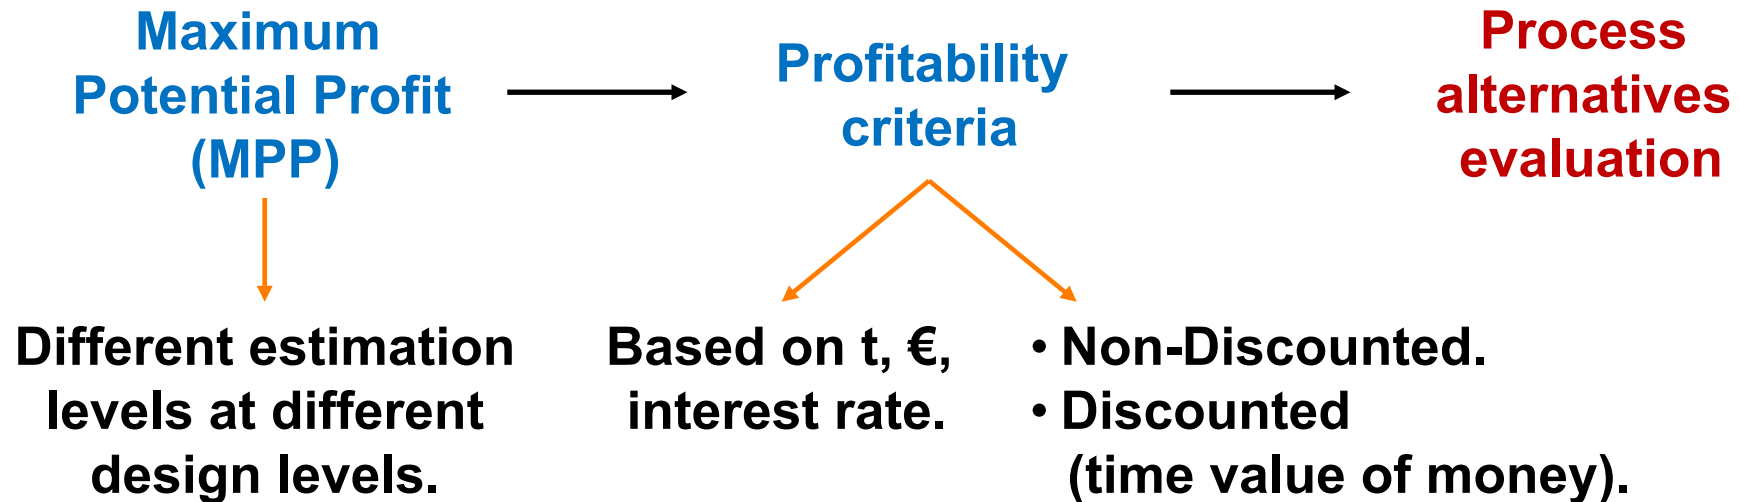 Maximum
Potential Profit
(MPP)
Profitability
criteria
Process
alternatives
evaluation
Different estimation
levels at different
design levels.
Based on t, €,
interest rate.
• Non-Discounted.
• Discounted
(time value of money).